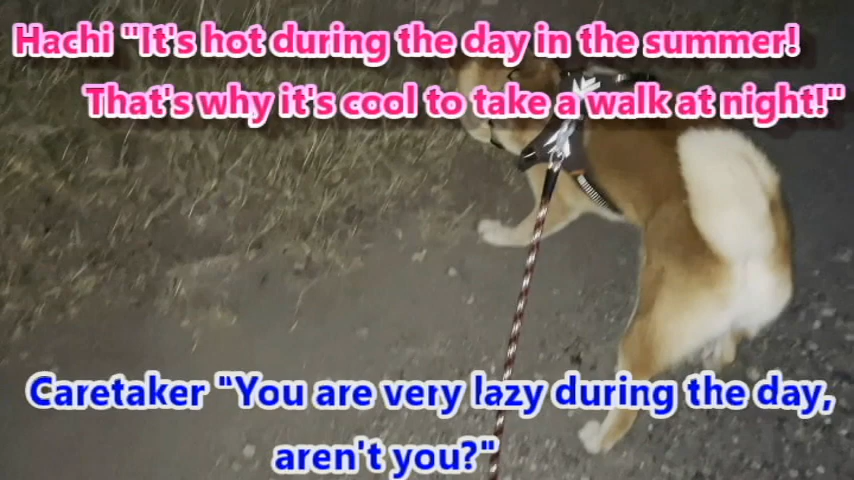 Hachi "It's hot during the day in the summer!
That's why it's cool to take a walk at night!"
Caretaker "You are very lazy during the day,
aren't you?"